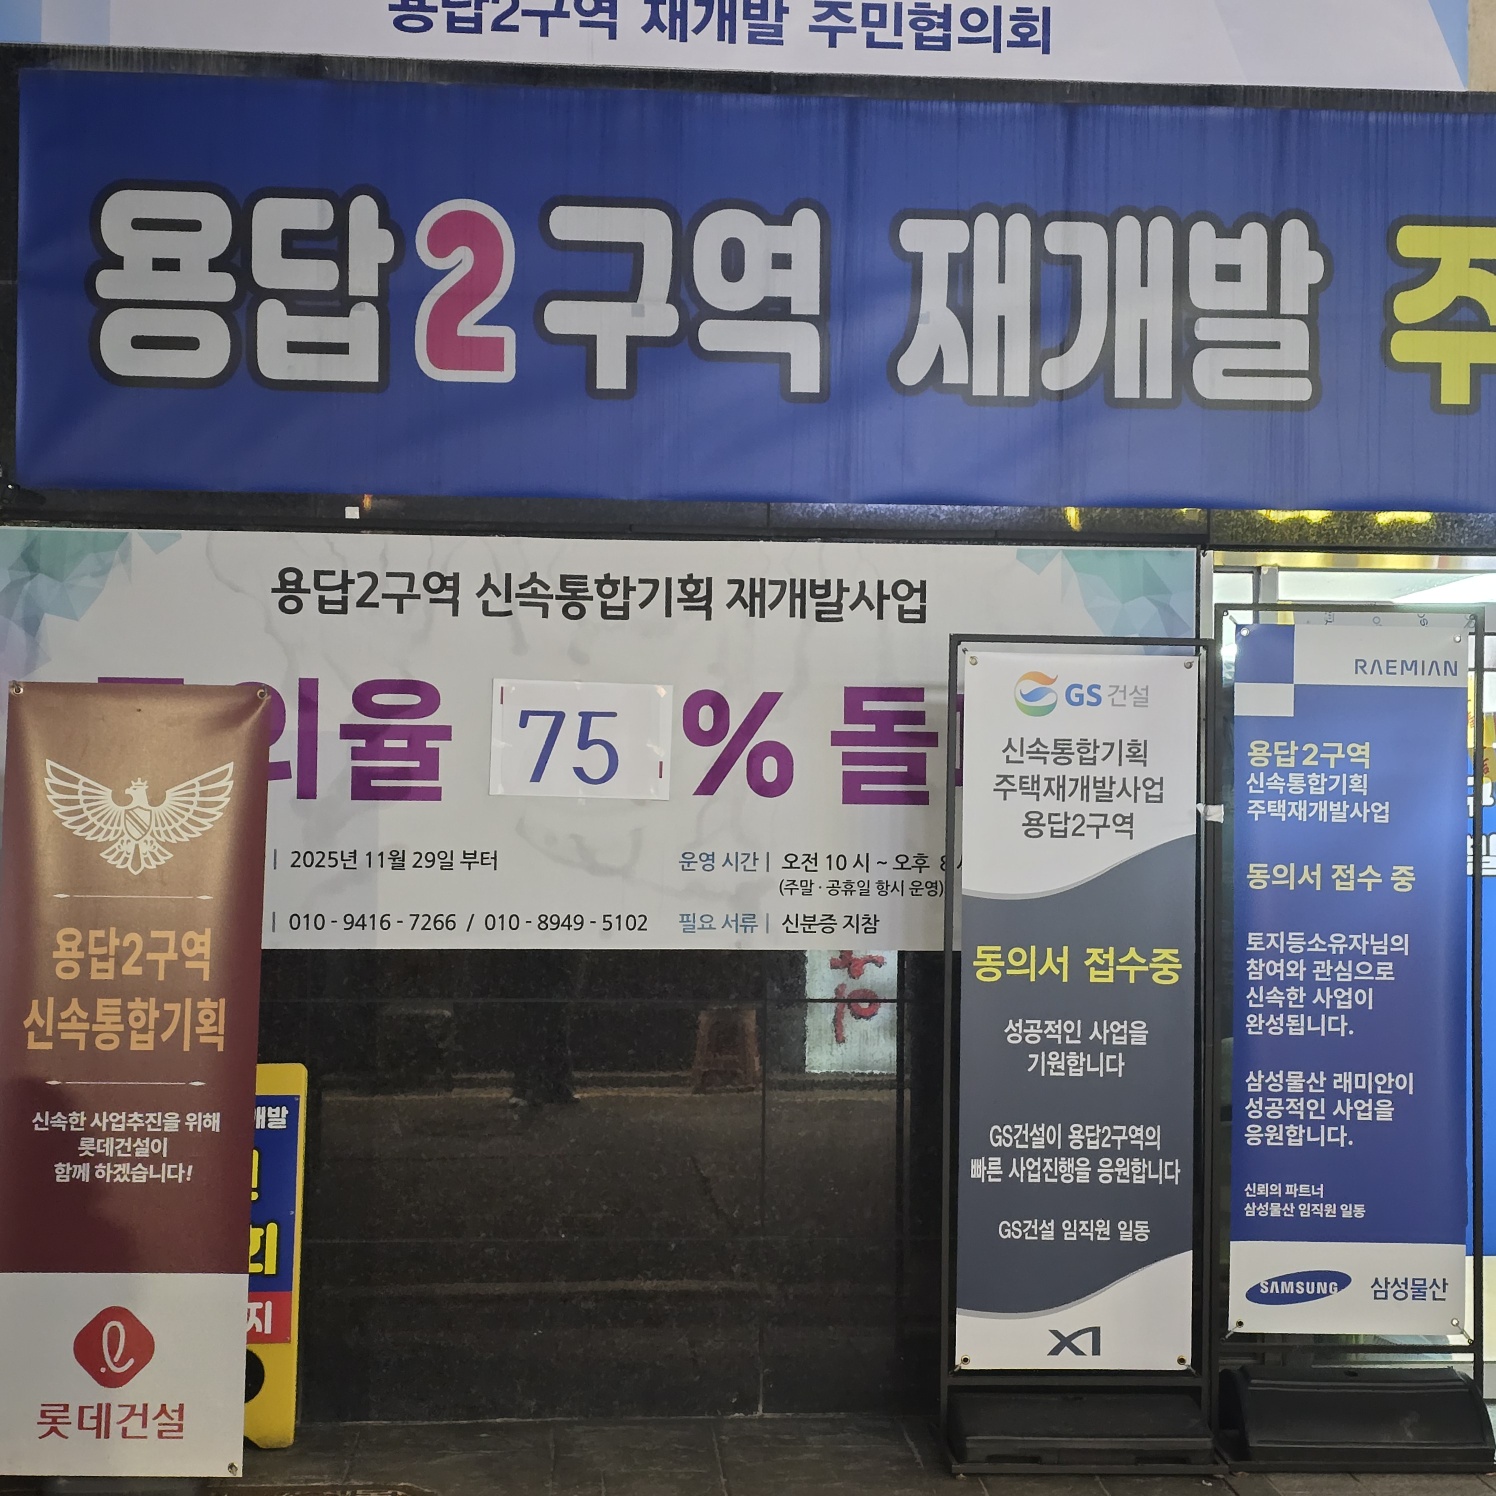 용답2구역 재개발 주민협의회
용답2구역 재개발 주
용답2구역 신속통합기획 재개발사업
의율 75 % 돌
2025년 11월 29일 부터
운영 시간 | 오전 10 시 ~ 오후 8
(주말 · 공휴일 항시 운영)
010 - 9416 - 7266 / 010 - 8949 - 5102
필요 서류 | 신분증 지참
용답2구역
신속통합기획
신속한 사업추진을 위해
롯데건설이
함께 하겠습니다!
롯데건설
개발
지
GS건설
신속통합기획
주택재개발사업
용답2구역
동의서 접수중
성공적인 사업을
기원합니다
GS건설이 용답2구역의
빠른 사업진행을 응원합니다
GS건설 임직원 일동
XI
RAEMIAN
용답2구역
신속통합기획
주택재개발사업
동의서 접수 중
토지등소유자님의
참여와 관심으로
신속한 사업이
완성됩니다.
삼성물산 래미안이
성공적인 사업을
응원합니다.
신뢰의 파트너
삼성물산 임직원 일동
SAMSUNG 삼성물산